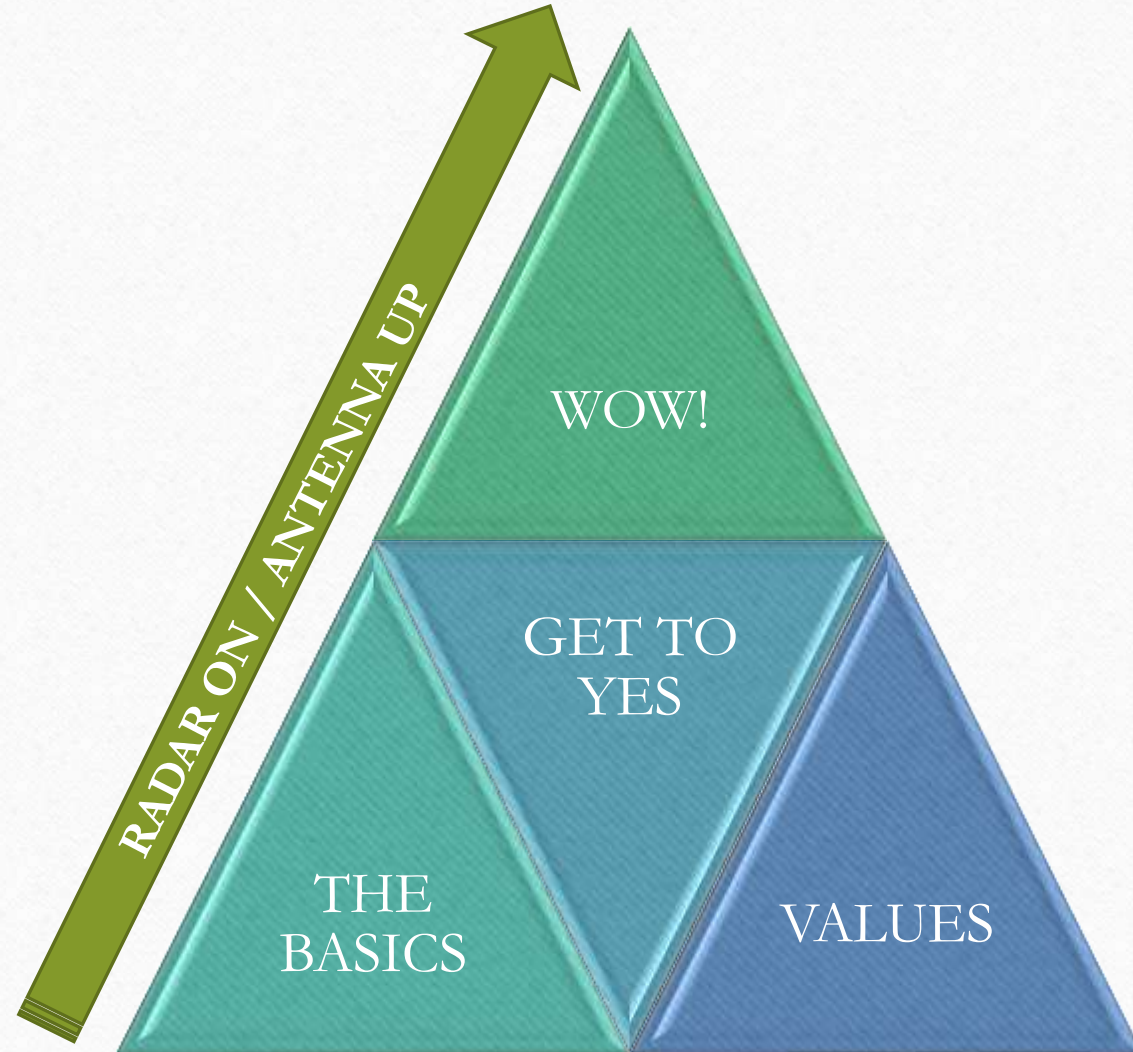 RADAR ON / ANTENNA UP
WOW!
GET TO
YES
THE
BASICS
VALUES